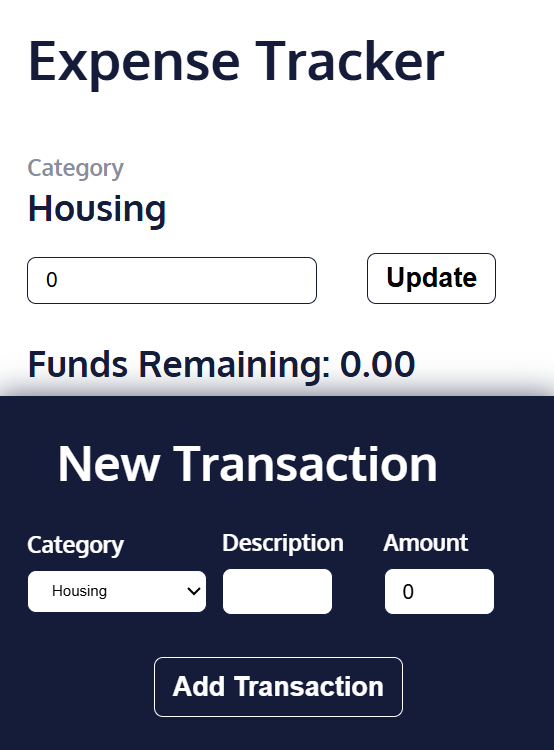 Expense Tracker
Category
Housing
0 Update
Funds Remaining: 0.00
New Transaction
Category Description Amount
Housing 0
Add Transaction